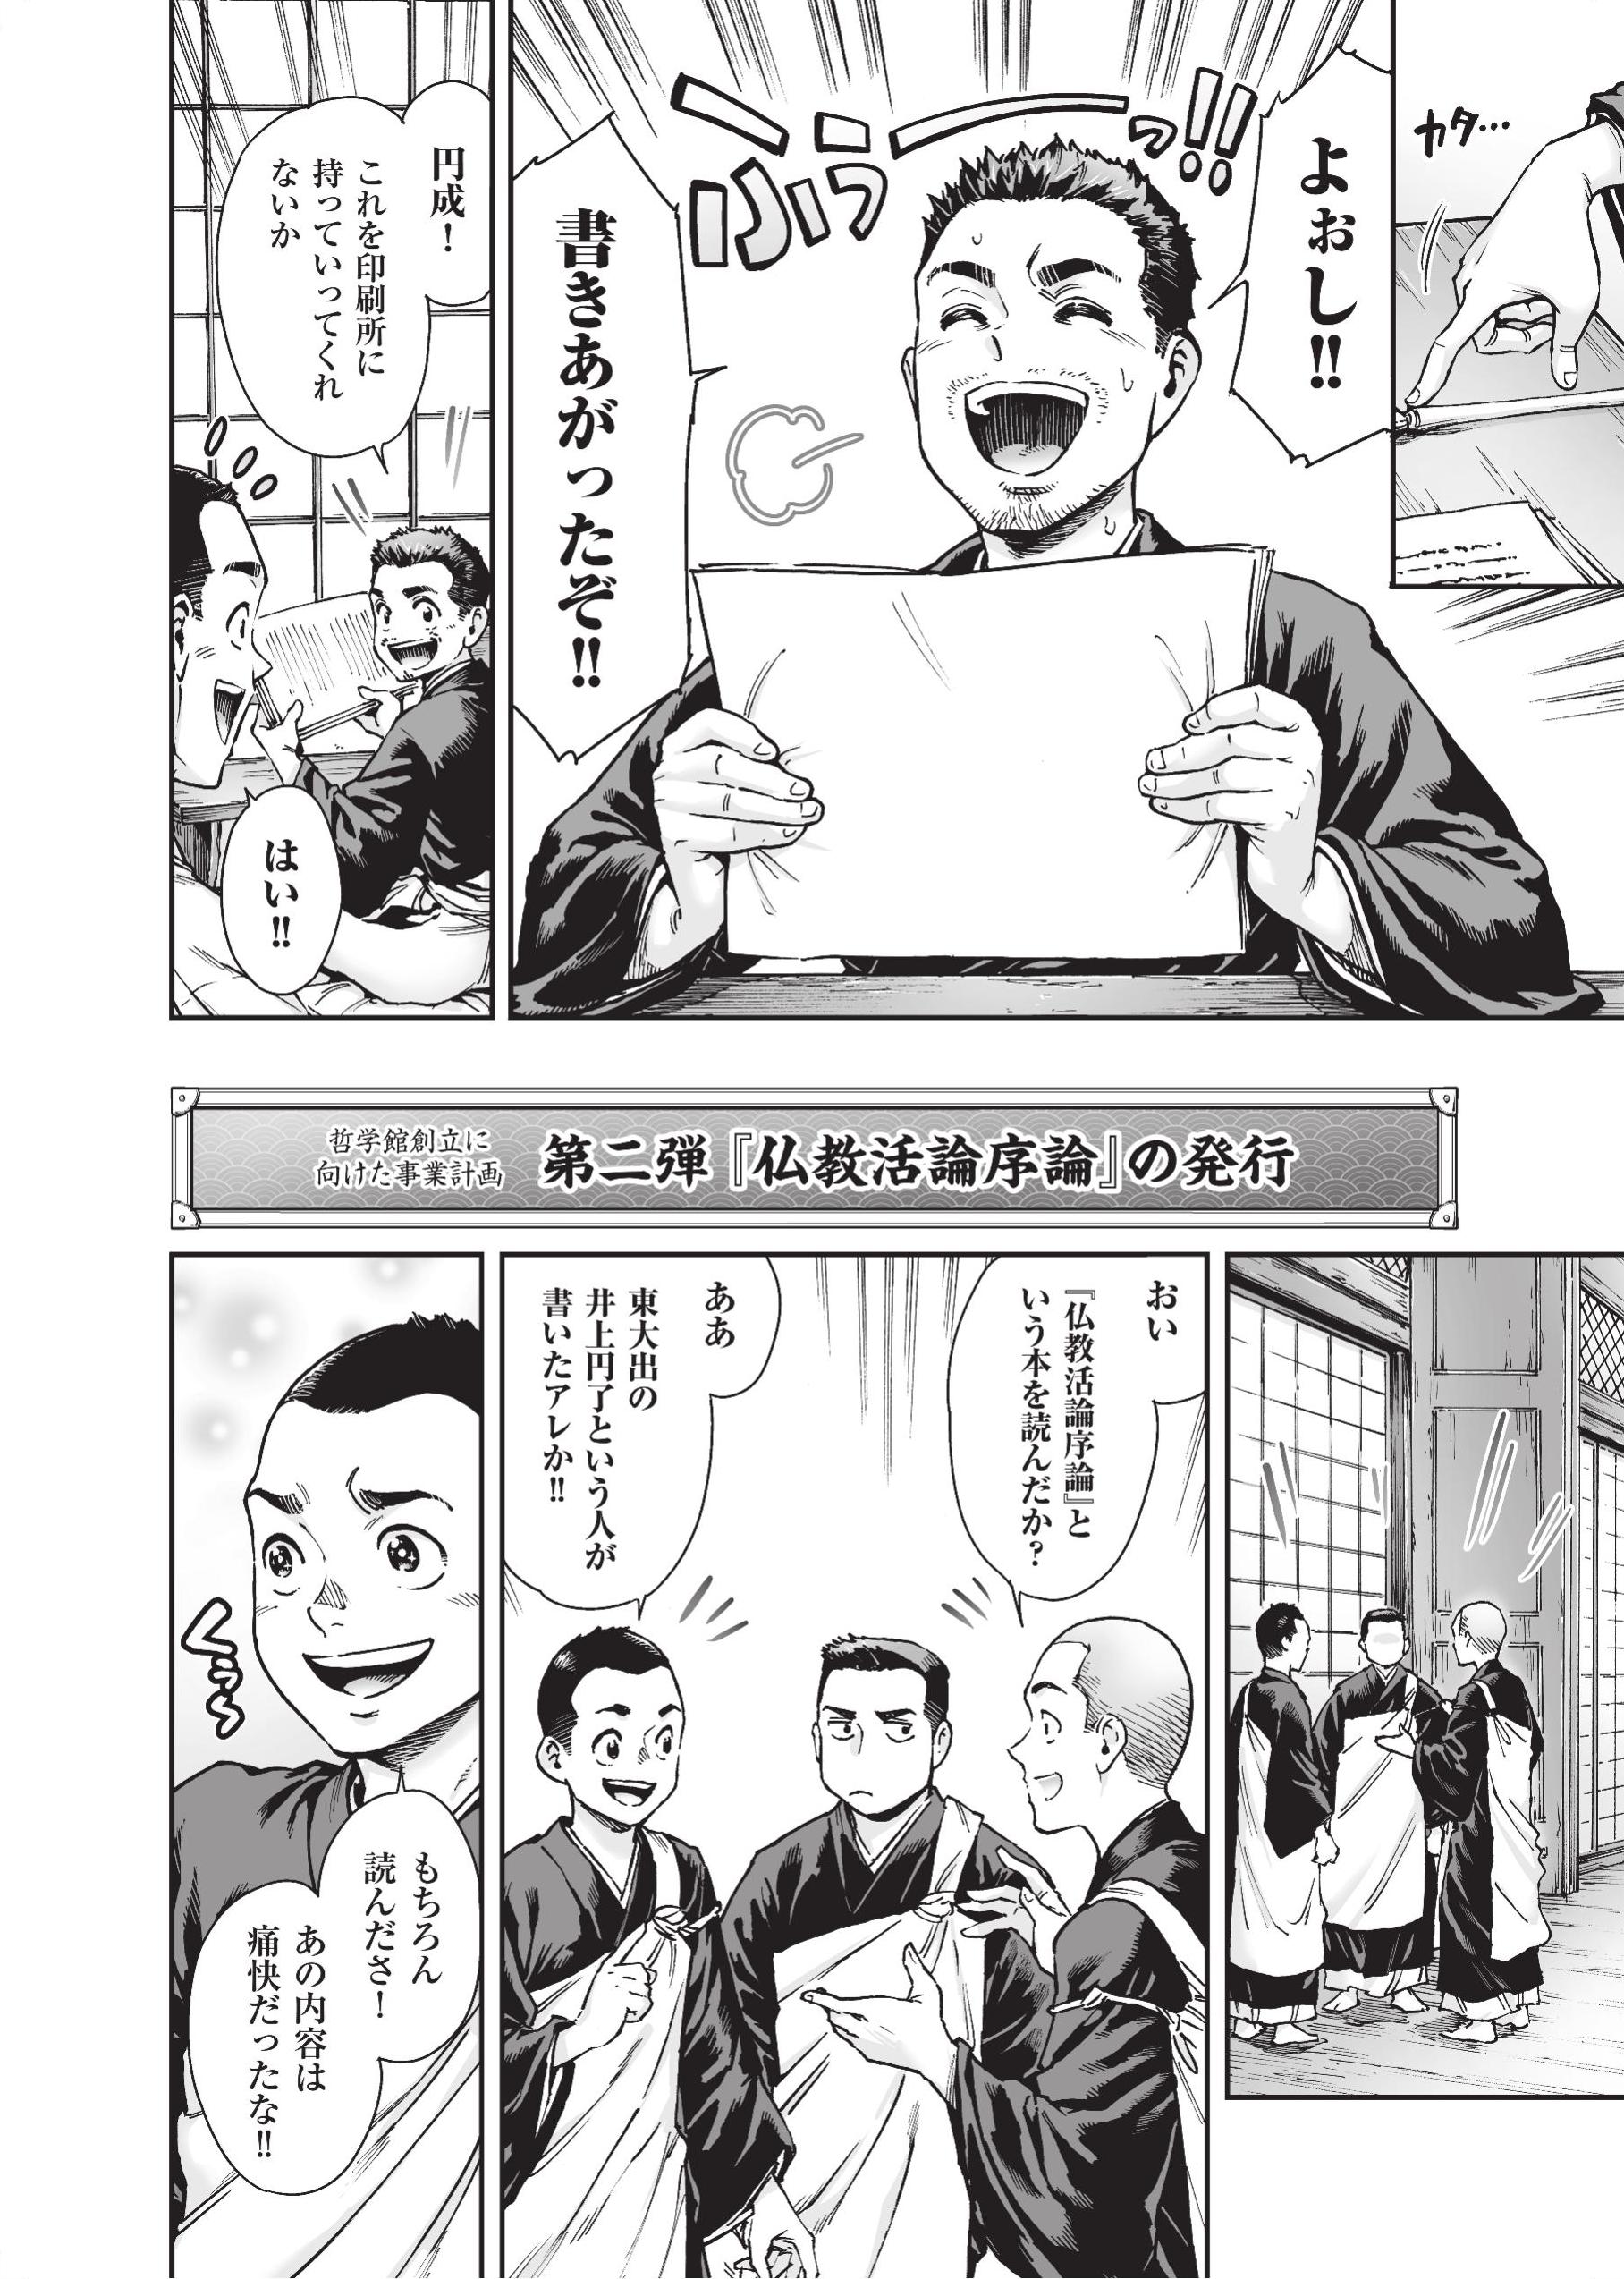 カタ…
よぉし!!
ふぅーっ!!
書きあがったぞ!!
円成！
これを印刷所に
持っていってくれ
ないか
はい!!
哲学館創立に
向けた事業計画
第二弾『仏教活論序論』の発行
おい
『仏教活論序論』と
いう本を読んだか？
ああ
東大出の
井上円了という人が
書いたアレか!!
くぅ〜
もちろん
読んださ！
あの内容は
痛快だったな!!